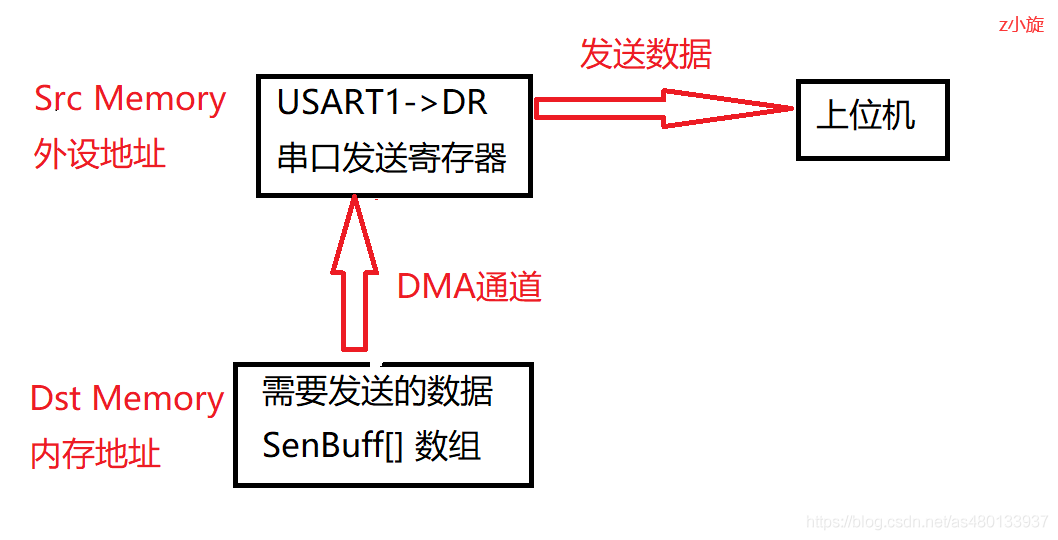 z小旋
发送数据
Src Memory
外设地址
USART1->DR
串口发送寄存器
上位机
DMA通道
Dst Memory
内存地址
需要发送的数据
SenBuff[] 数组
https://blog.csdn.net/as480133937